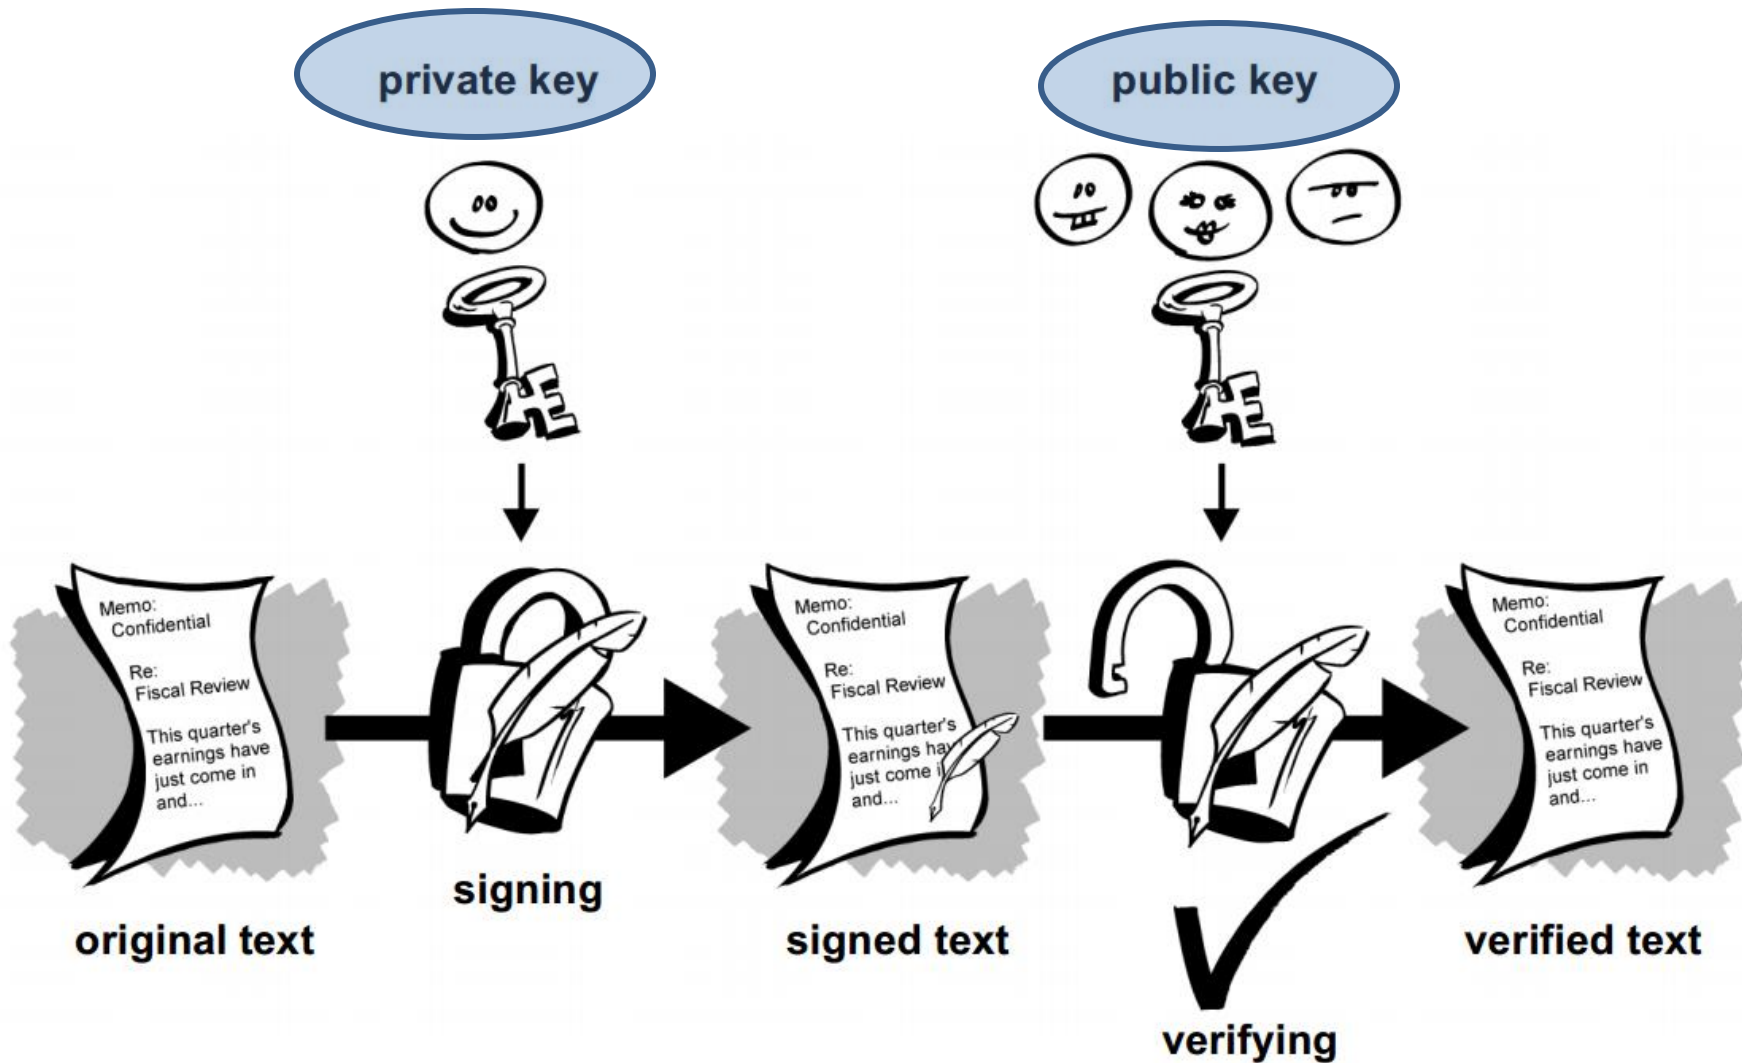 private key
public key
Memo:
Confidential
Re:
Fiscal Review
This quarter's
earnings have
just come in
and...
Memo:
Confidential
Re:
Fiscal Review
This quarter's
earnings hav
just come i
and...
Memo:
Confidential
Re:
Fiscal Review
This quarter's
earnings have
just come in
and...
signing
original text
signed text
verified text
verifying